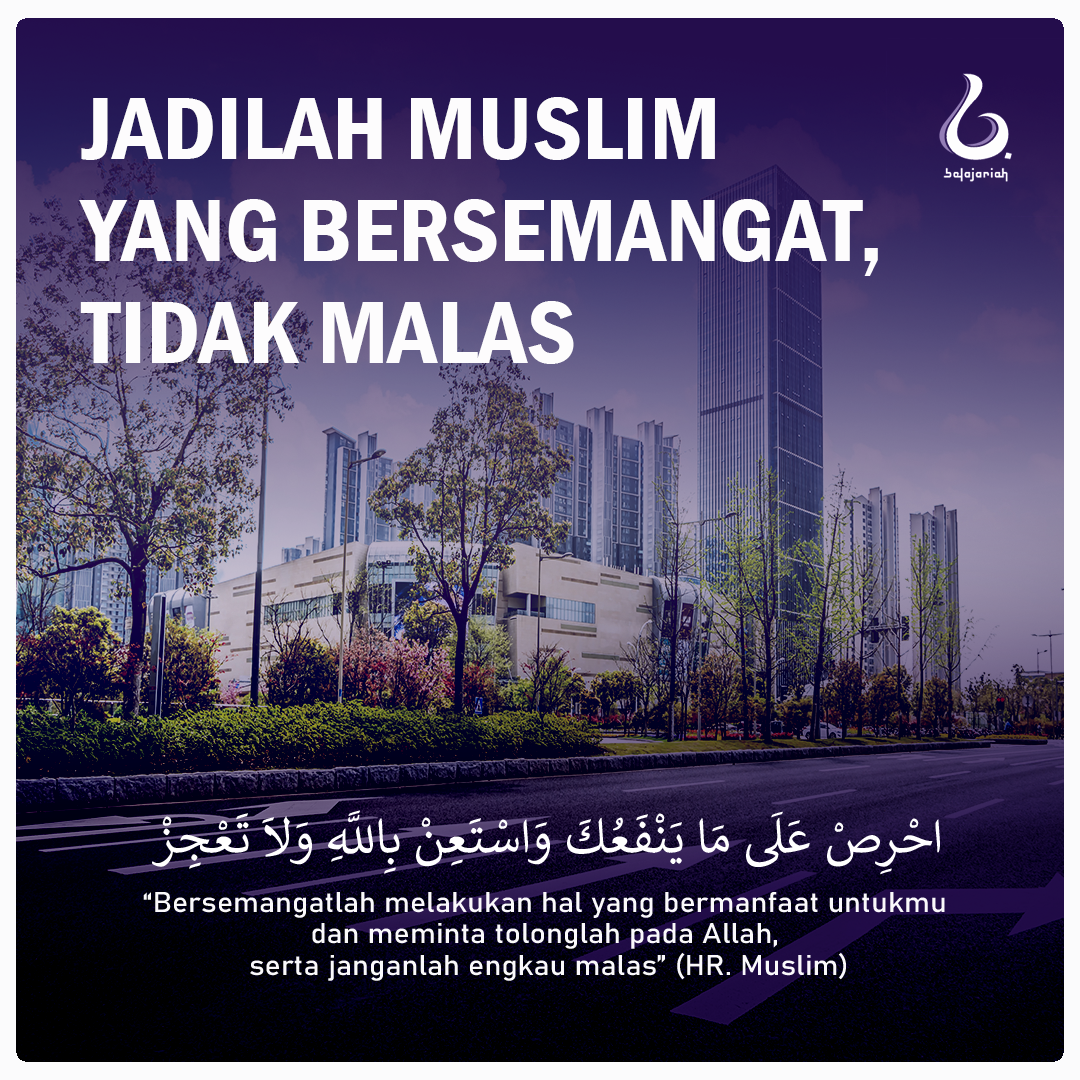 JADILAH MUSLIM
YANG BERSEMANGAT,
TIDAK MALAS
belajariah
احْرِصْ عَلَى مَا يَنْفَعُكَ وَاسْتَعِنْ بِاللَّهِ وَلاَ تَعْجِزْ
“Bersemangatlah melakukan hal yang bermanfaat untukmu
dan meminta tolonglah pada Allah,
serta janganlah engkau malas” (HR. Muslim)